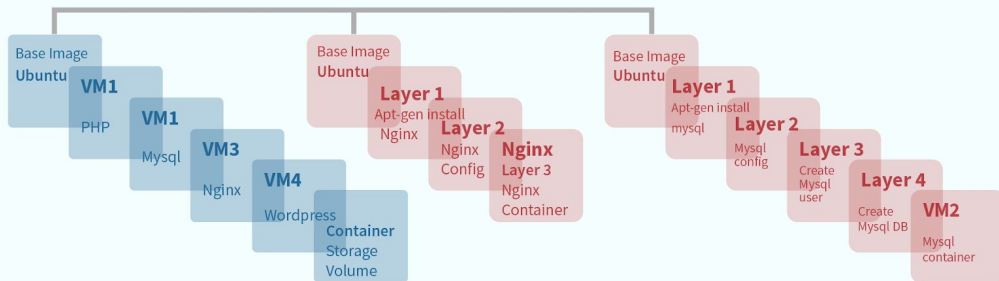 Base Image
Ubuntu
VM1
PHP
VM1
Mysql
VM3
Nginx
VM4
Wordpress
Container
Storage
Volume
Base Image
Ubuntu
Layer 1
Apt-gen install
Nginx
Layer 2
Nginx
Config
Nginx
Layer 3
Nginx
Container
Base Image
Ubuntu
Layer 1
Apt-gen install
mysql
Layer 2
Mysql
config
Layer 3
Create
Mysql
user
Layer 4
Create
Mysql DB
VM2
Mysql
container